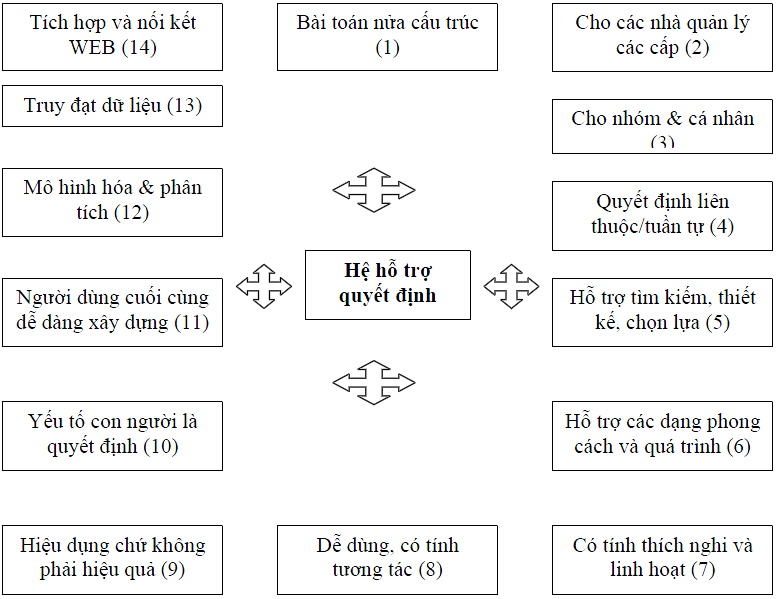 Tích hợp và nối kết
WEB (14)
Bài toán nửa cấu trúc
(1)
Cho các nhà quản lý
các cấp (2)
Truy đạt dữ liệu (13)
Cho nhóm & cá nhân
(3)
Mô hình hóa & phân
tích (12)
Quyết định liên
thuộc/tuần tự (4)
Hệ hỗ trợ
quyết định
Người dùng cuối cùng
dễ dàng xây dựng (11)
Hỗ trợ tìm kiếm, thiết
kế, chọn lựa (5)
Yếu tố con người là
quyết định (10)
Hỗ trợ các dạng phong
cách và quá trình (6)
Hiệu dụng chứ không
phải hiệu quả (9)
Dễ dùng, có tính
tương tác (8)
Có tính thích nghi và
linh hoạt (7)